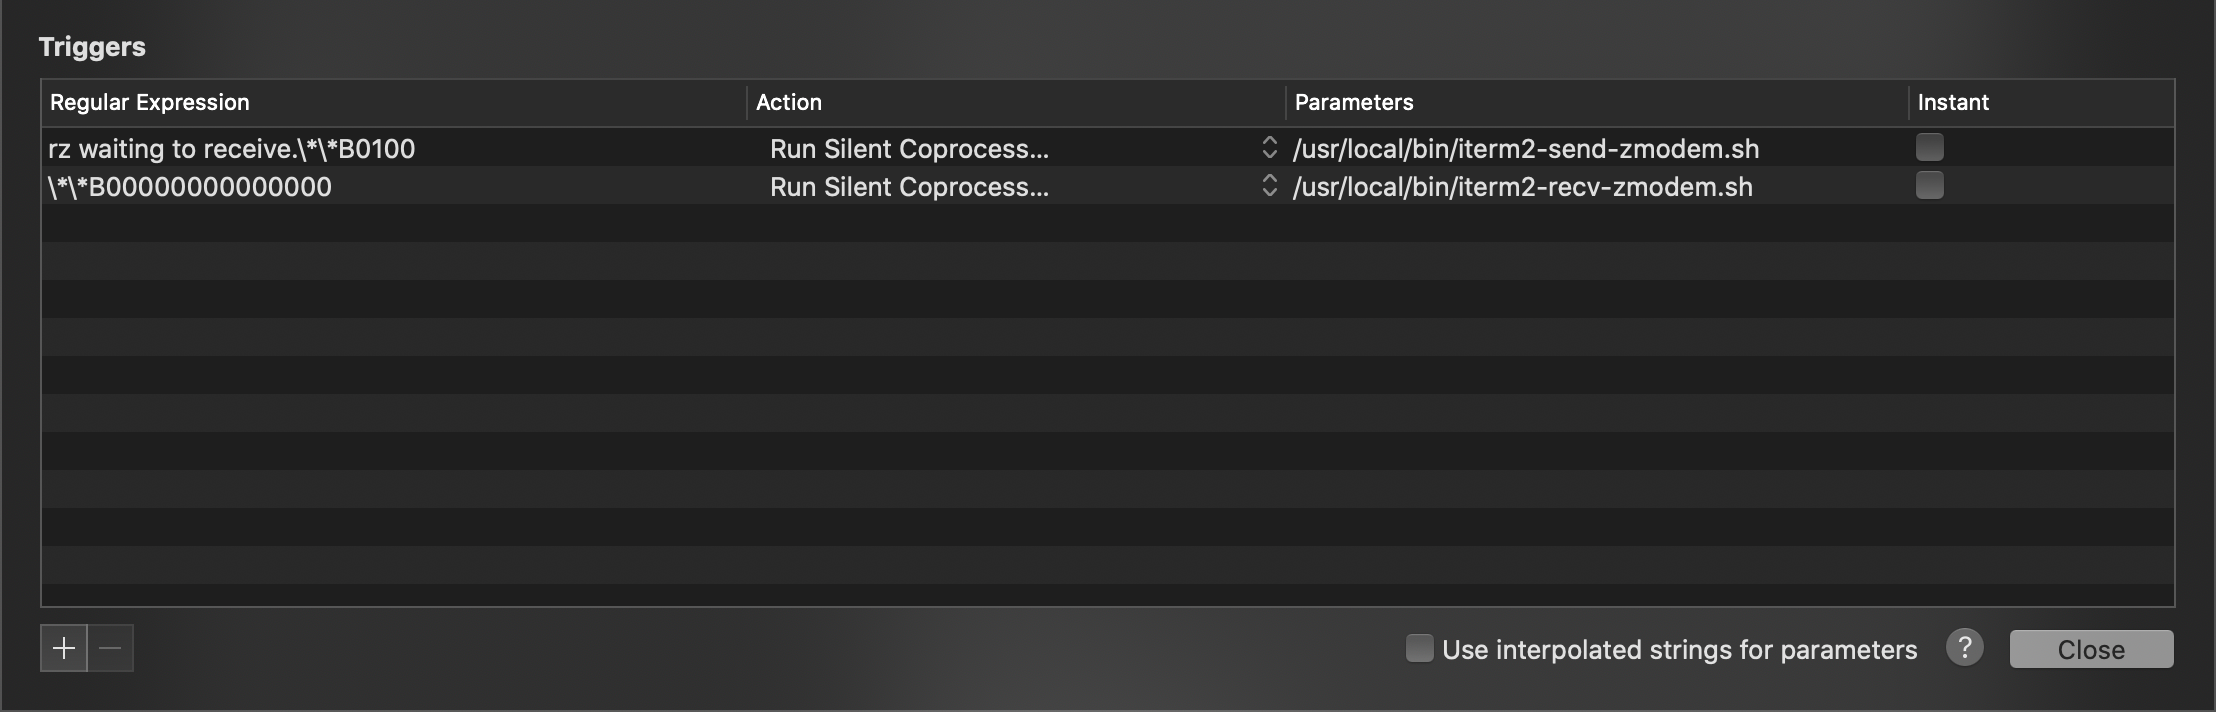 Triggers
Regular Expression Action Parameters Instant
rz waiting to receive.\*\*B0100 Run Silent Coprocess... /usr/local/bin/iterm2-send-zmodem.sh
\*\*B00000000000000 Run Silent Coprocess... /usr/local/bin/iterm2-recv-zmodem.sh
+ − Use interpolated strings for parameters ? Close